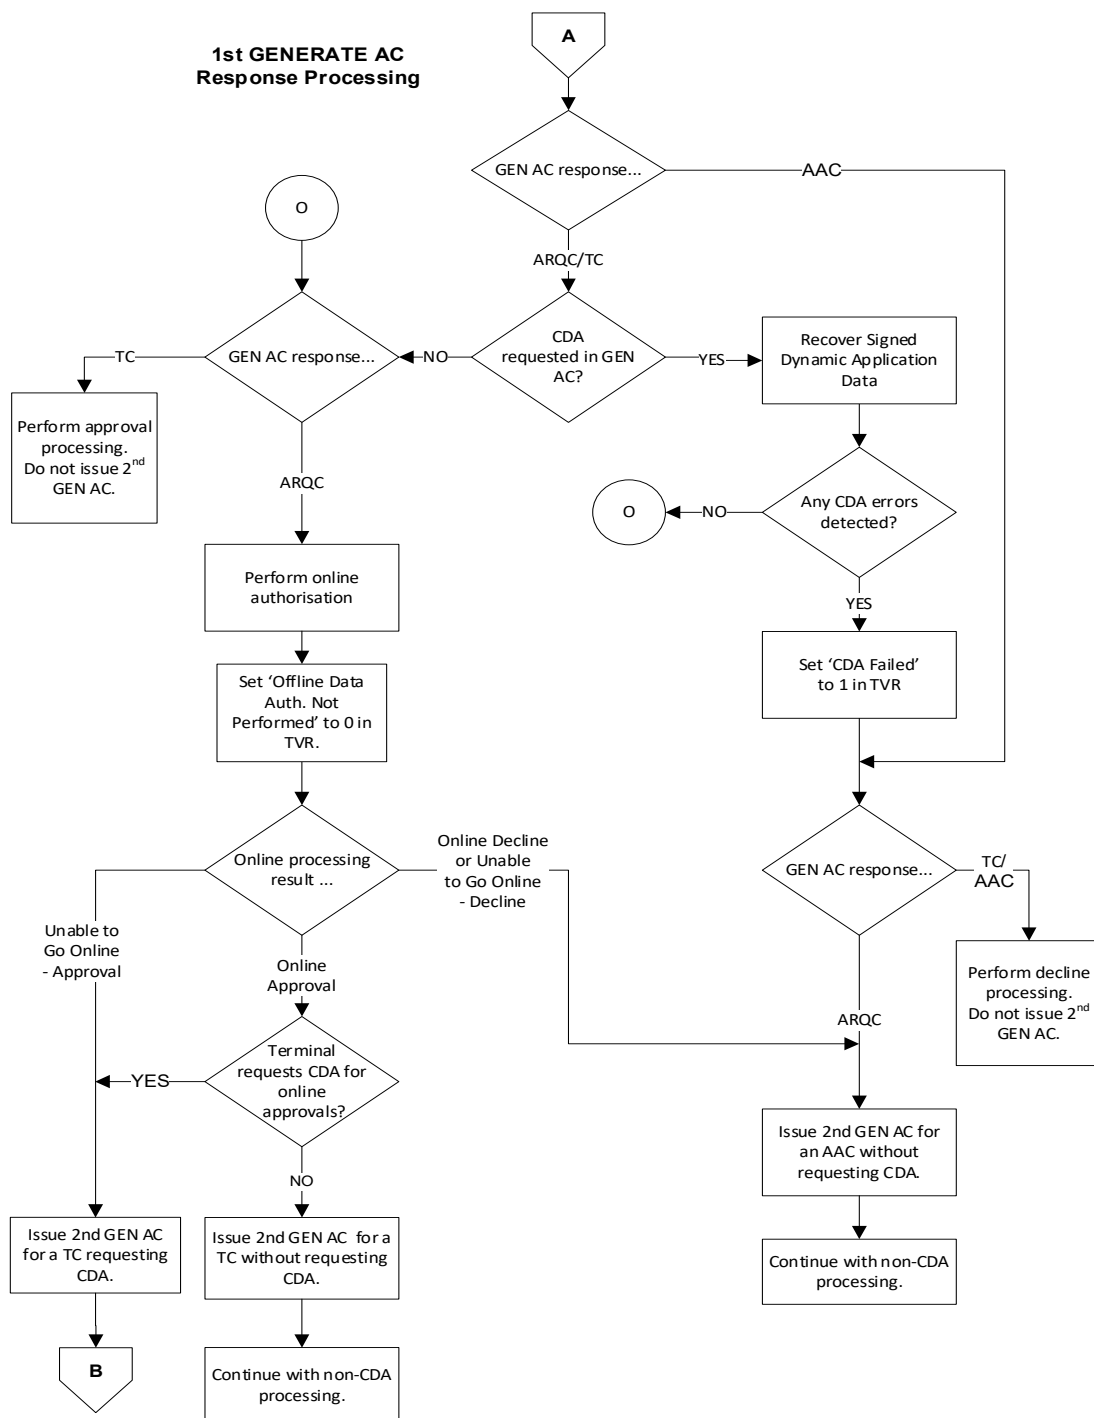 A
1st GENERATE AC
Response Processing
GEN AC response...
AAC
O
ARQC/TC
GEN AC response...
TC
NO
CDA
requested in GEN
AC?
YES
Recover Signed
Dynamic Application
Data
Perform approval
processing.
Do not issue 2nd
GEN AC.
ARQC
O
NO
Any CDA errors
detected?
YES
Perform online
authorisation
Set ‘CDA Failed’
to 1 in TVR
Set ‘Offline Data
Auth. Not
Performed’ to 0 in
TVR.
Online processing
result ...
Online Decline
or Unable
to Go Online
- Decline
GEN AC response...
TC/
AAC
Unable to
Go Online
- Approval
Online
Approval
Perform decline
processing.
Do not issue 2nd
GEN AC.
ARQC
Terminal
requests CDA for
online
approvals?
YES
NO
Issue 2nd GEN AC for
an AAC without
requesting CDA.
Issue 2nd GEN AC
for a TC requesting
CDA.
Issue 2nd GEN AC for a
TC without requesting
CDA.
Continue with non-CDA
processing.
B
Continue with non-CDA
processing.